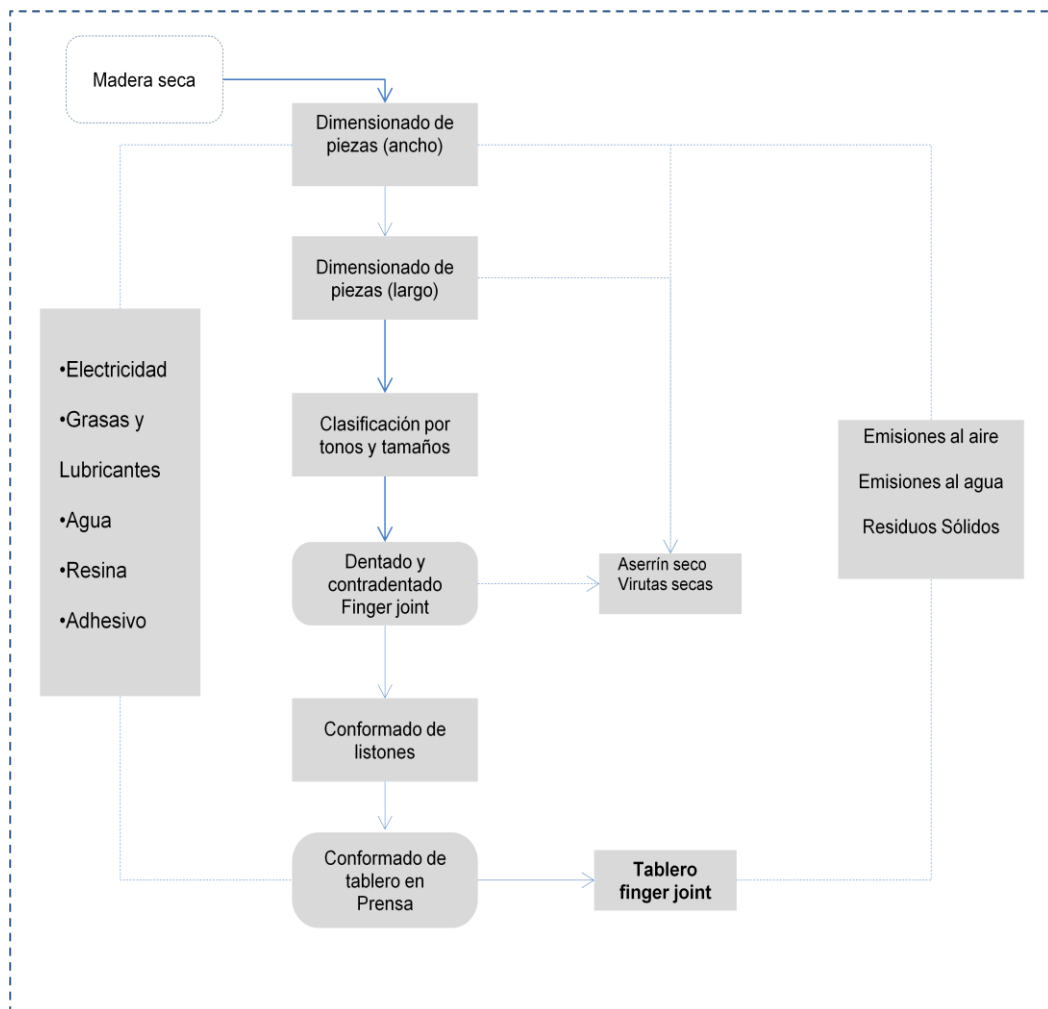 Madera seca
Dimensionado de
piezas (ancho)
Dimensionado de
piezas (largo)
•Electricidad
•Grasas y
Lubricantes
•Agua
•Resina
•Adhesivo
Clasificación por
tonos y tamaños
Emisiones al aire
Emisiones al agua
Residuos Sólidos
Dentado y
contradentado
Finger joint
Aserrín seco
Virutas secas
Conformado de
listones
Conformado de
tablero en
Prensa
Tablero
finger joint